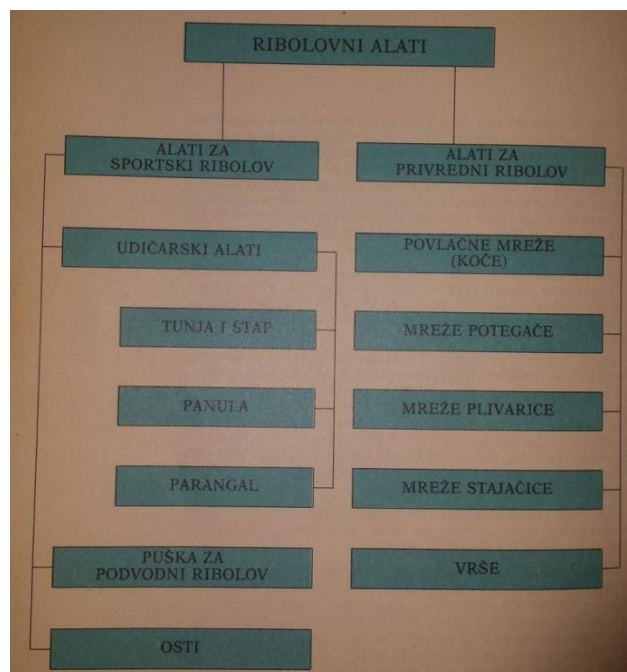 RIBOLOVNI ALATI
ALATI ZA
SPORTSKI RIBOLOV
UDIČARSKI ALATI
TUNJA I ŠTAP
PANULA
PARANGAL
PUŠKA ZA
PODVODNI RIBOLOV
OSTI
ALATI ZA
PRIVREDNI RIBOLOV
POVLAČNE MREŽE
(KOČE)
MREŽE POTEGAČE
MREŽE PLIVARICE
MREŽE STAJAČICE
VRŠE